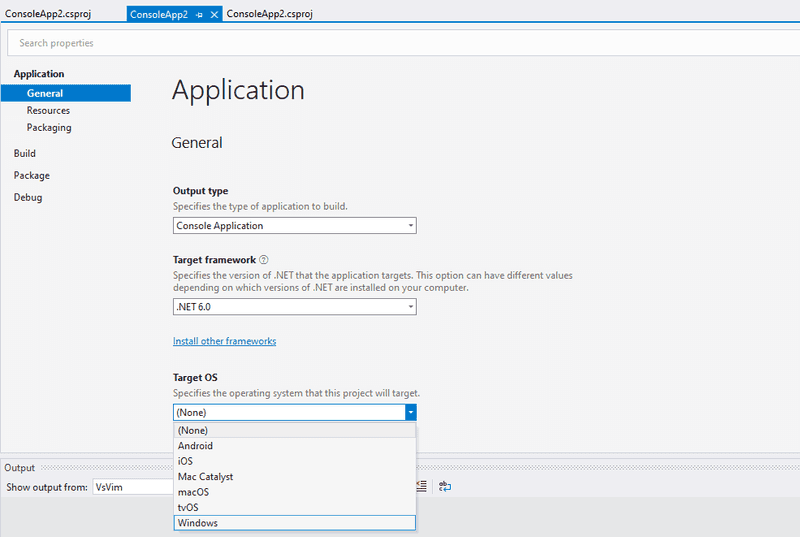 ConsoleApp2.csproj ConsoleApp2 ConsoleApp2.csproj
Search properties
Application
General
Resources
Packaging
Build
Package
Debug
Application
General
Output type
Specifies the type of application to build.
Console Application
Target framework
Specifies the version of .NET that the application targets. This option can have different values
depending on which versions of .NET are installed on your computer.
.NET 6.0
Install other frameworks
Target OS
Specifies the operating system that this project will target.
(None)
(None)
Android
iOS
Mac Catalyst
macOS
tvOS
Windows
Output
Show output from: VsVim